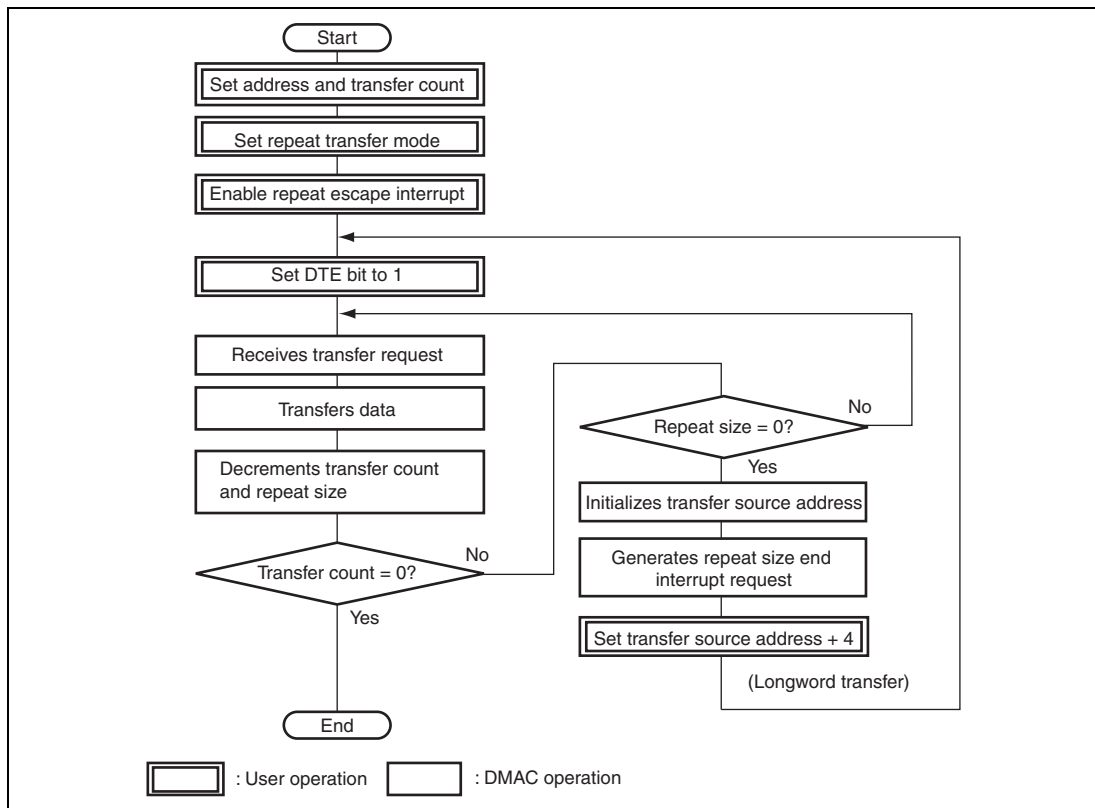 Start
Set address and transfer count
Set repeat transfer mode
Enable repeat escape interrupt
Set DTE bit to 1
Receives transfer request
Transfers data
Decrements transfer count
and repeat size
Transfer count = 0?
No
Yes
End
Repeat size = 0?
No
Yes
Initializes transfer source address
Generates repeat size end
interrupt request
Set transfer source address + 4
(Longword transfer)
: User operation
: DMAC operation